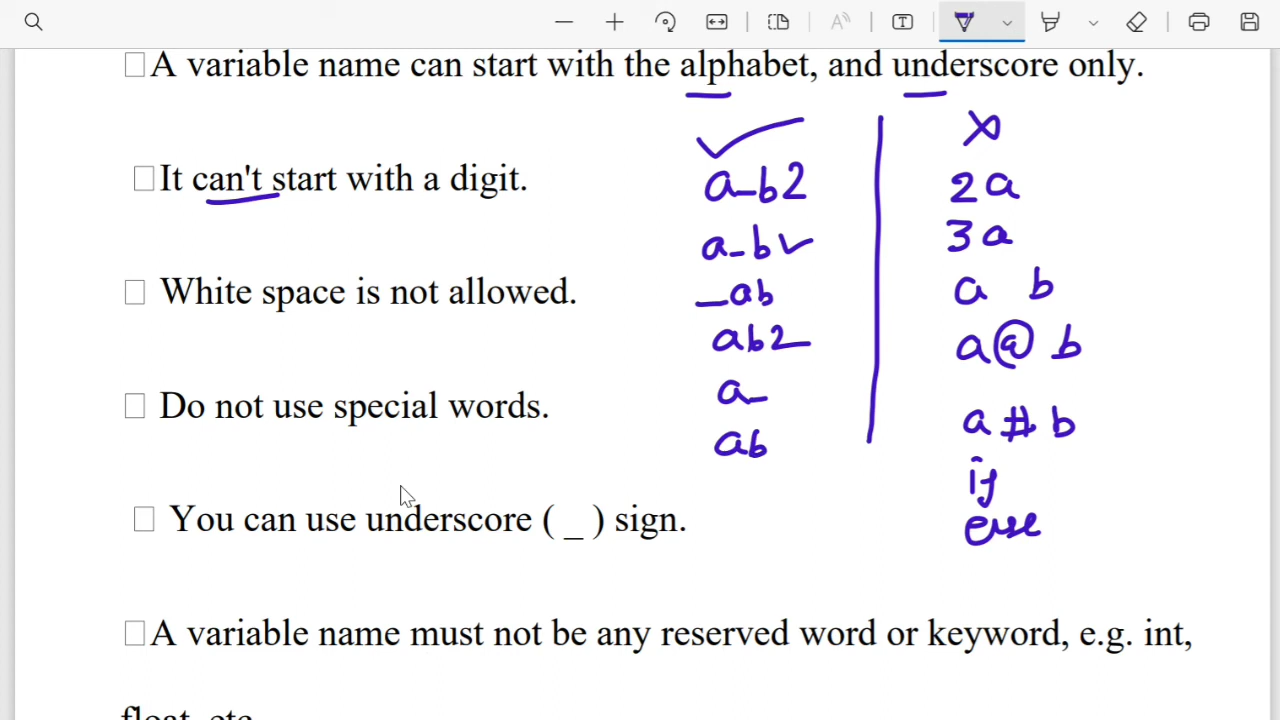 A variable name can start with the alphabet, and underscore only.
It can't start with a digit.
White space is not allowed.
Do not use special words.
You can use underscore ( _ ) sign.
A variable name must not be any reserved word or keyword, e.g. int,
float, etc.
a_b2
a_b
_ab
ab2_
a_
ab
2a
3a
a b
a@b
a#b
if
else